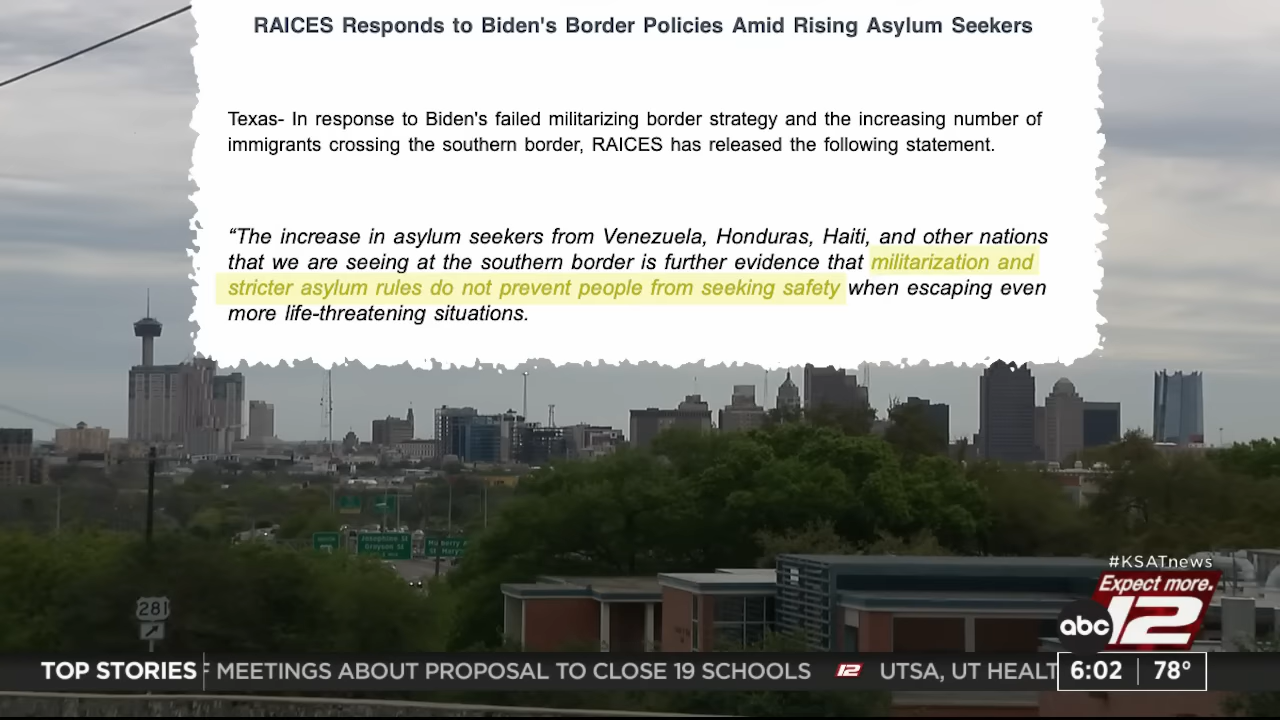 RAICES Responds to Biden's Border Policies Amid Rising Asylum Seekers
Texas- In response to Biden's failed militarizing border strategy and the increasing number of
immigrants crossing the southern border, RAICES has released the following statement.
“The increase in asylum seekers from Venezuela, Honduras, Haiti, and other nations
that we are seeing at the southern border is further evidence that militarization and
stricter asylum rules do not prevent people from seeking safety when escaping even
more life-threatening situations.
Josephine St
Grayson St
281
#KSATnews
Expect more.
abc 12
TOP STORIES MEETINGS ABOUT PROPOSAL TO CLOSE 19 SCHOOLS 12 UTSA, UT HEALT 6:02 78°